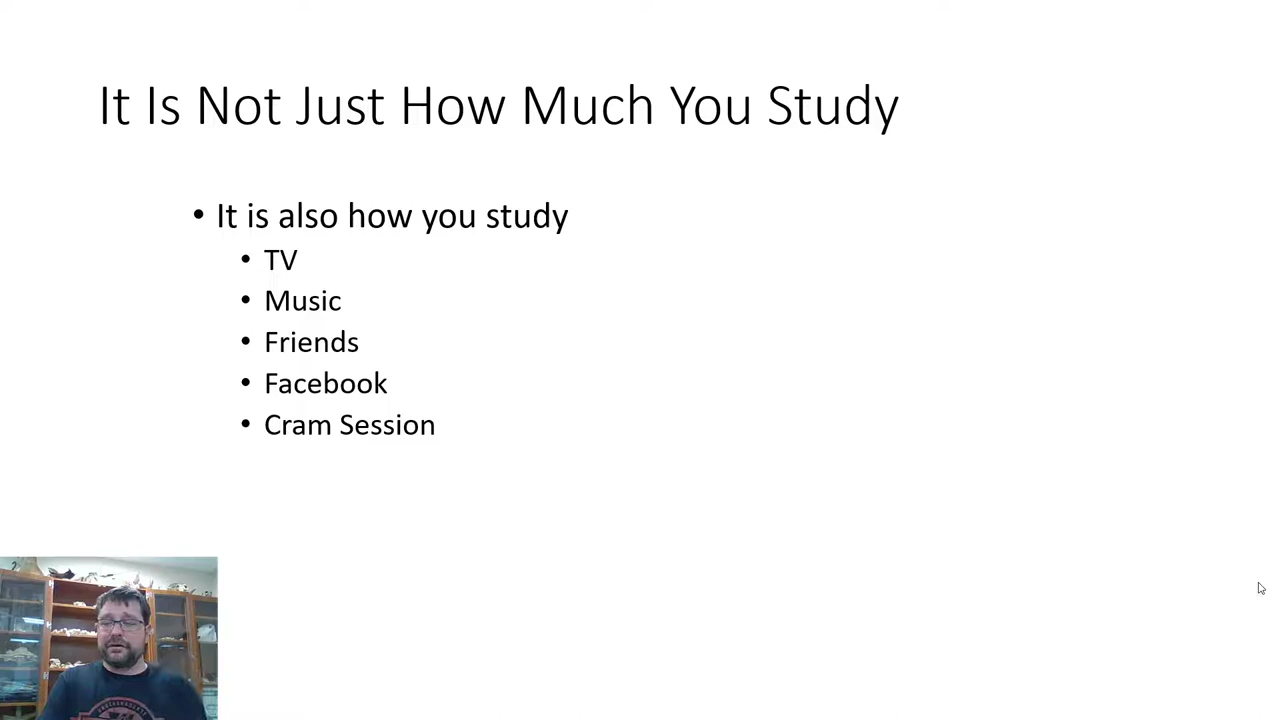 It Is Not Just How Much You Study
• It is also how you study
• TV
• Music
• Friends
• Facebook
• Cram Session